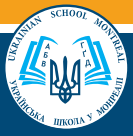 UKRAINIAN SCHOOL MONTREAL
А Б В
Г Ґ Д
УКРАЇНСЬКА ШКОЛА У МОНРЕАЛІ